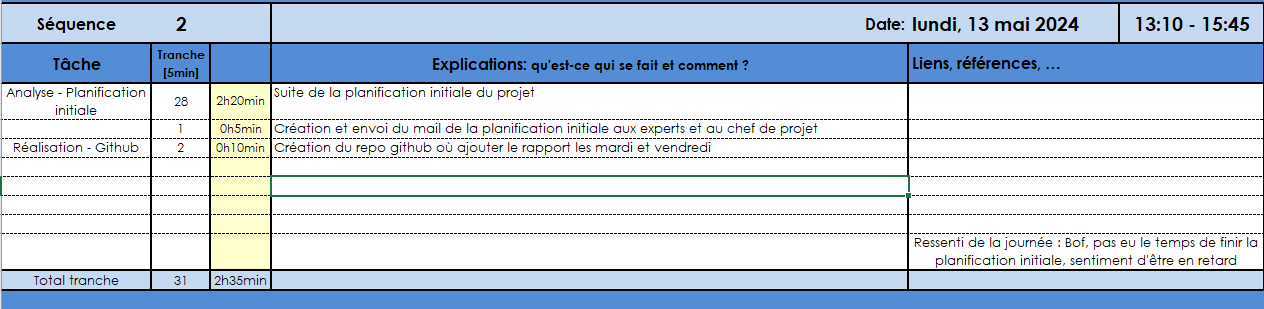 Séquence 2 Date: lundi, 13 mai 2024 13:10 - 15:45
Tâche Tranche [5min] Explications: qu'est-ce qui se fait et comment ? Liens, références, …
Analyse - Planification initiale 28 2h20min Suite de la planification initiale du projet
1 0h5min Création et envoi du mail de la planification initiale aux experts et au chef de projet
Réalisation - Github 2 0h10min Création du repo github où ajouter le rapport les mardi et vendredi
Ressenti de la journée : Bof, pas eu le temps de finir la
planification initiale, sentiment d'être en retard
Total tranche 31 2h35min